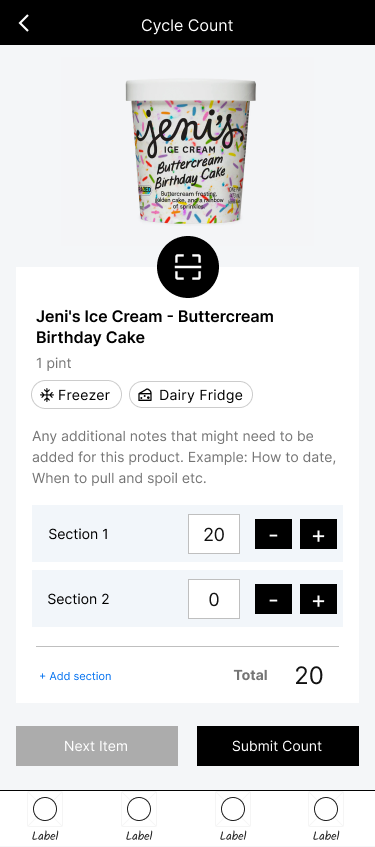 Cycle Count
jeni's
ICE CREAM
Buttercream
Birthday Cake
Buttercream frosting,
golden cake, and a rainbow
of sprinkles
Jeni's Ice Cream - Buttercream
Birthday Cake
1 pint
Freezer
Dairy Fridge
Any additional notes that might need to be
added for this product. Example: How to date,
When to pull and spoil etc.
Section 1 20 - +
Section 2 0 - +
+ Add section Total 20
Next Item Submit Count
Label Label Label Label